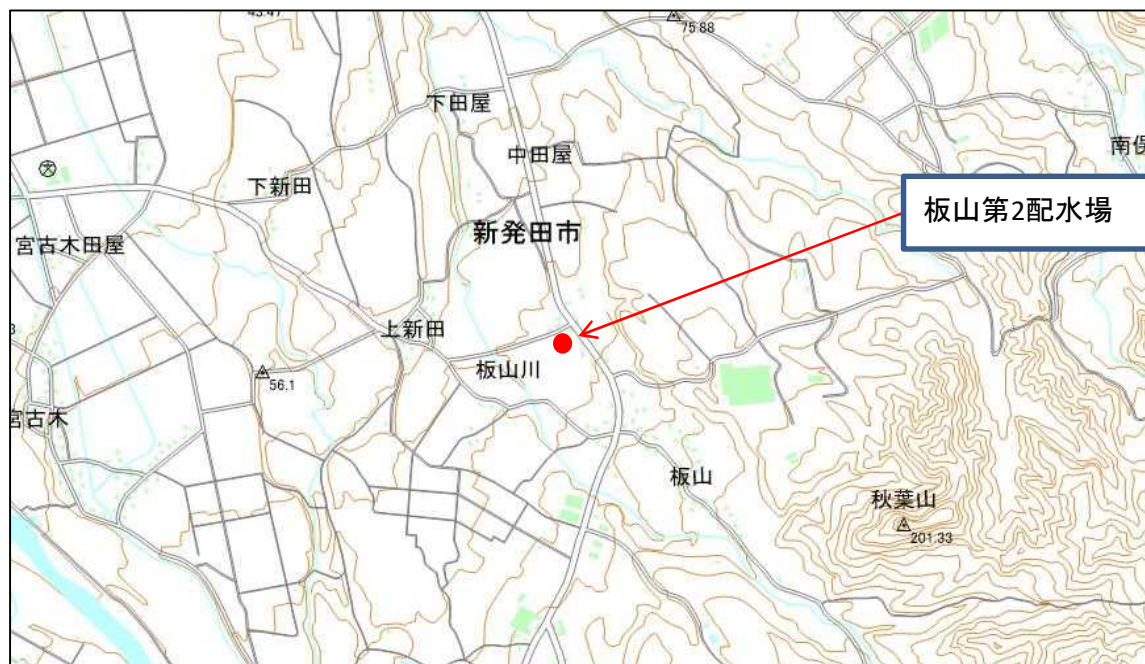 75.88
下田屋
中田屋
下新田
新発田市
宮古木田屋
板山第2配水場
上新田
板山川
56.1
宮古木
板山
秋葉山
201.33